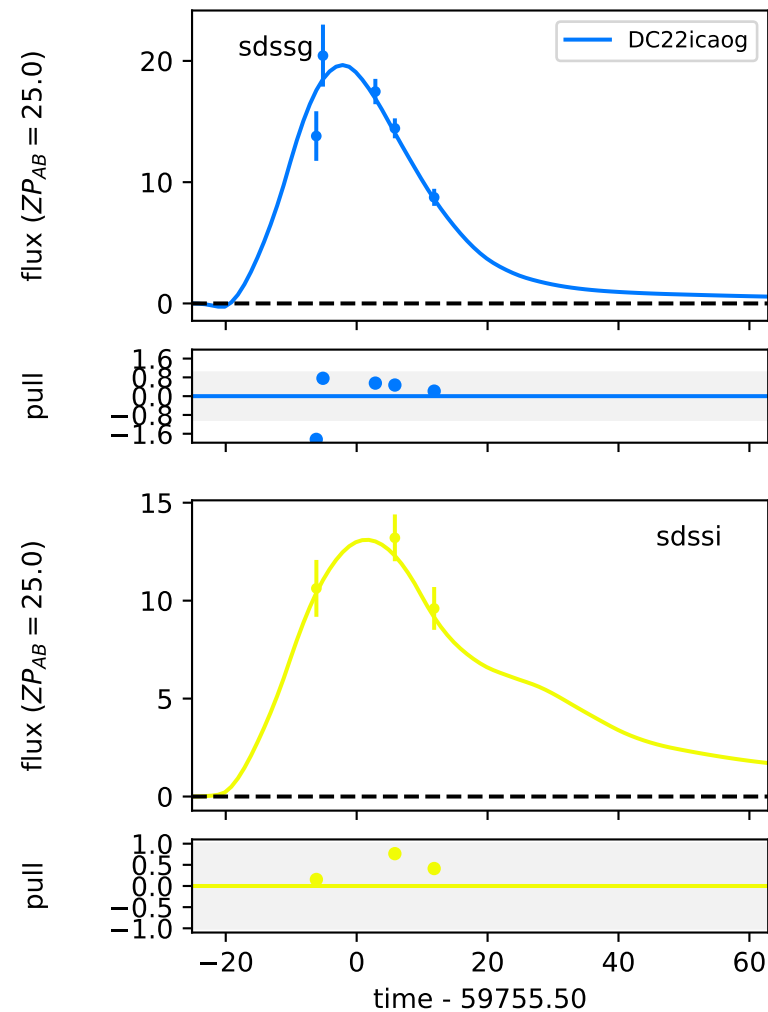 sdssg
DC22icaog
20
10
0
flux (ZP_AB = 25.0)
1.6
0.8
0.0
−0.8
−1.6
pull
15
10
5
0
sdssi
flux (ZP_AB = 25.0)
1.0
0.5
0.0
−0.5
−1.0
pull
−20 0 20 40 60
time - 59755.50